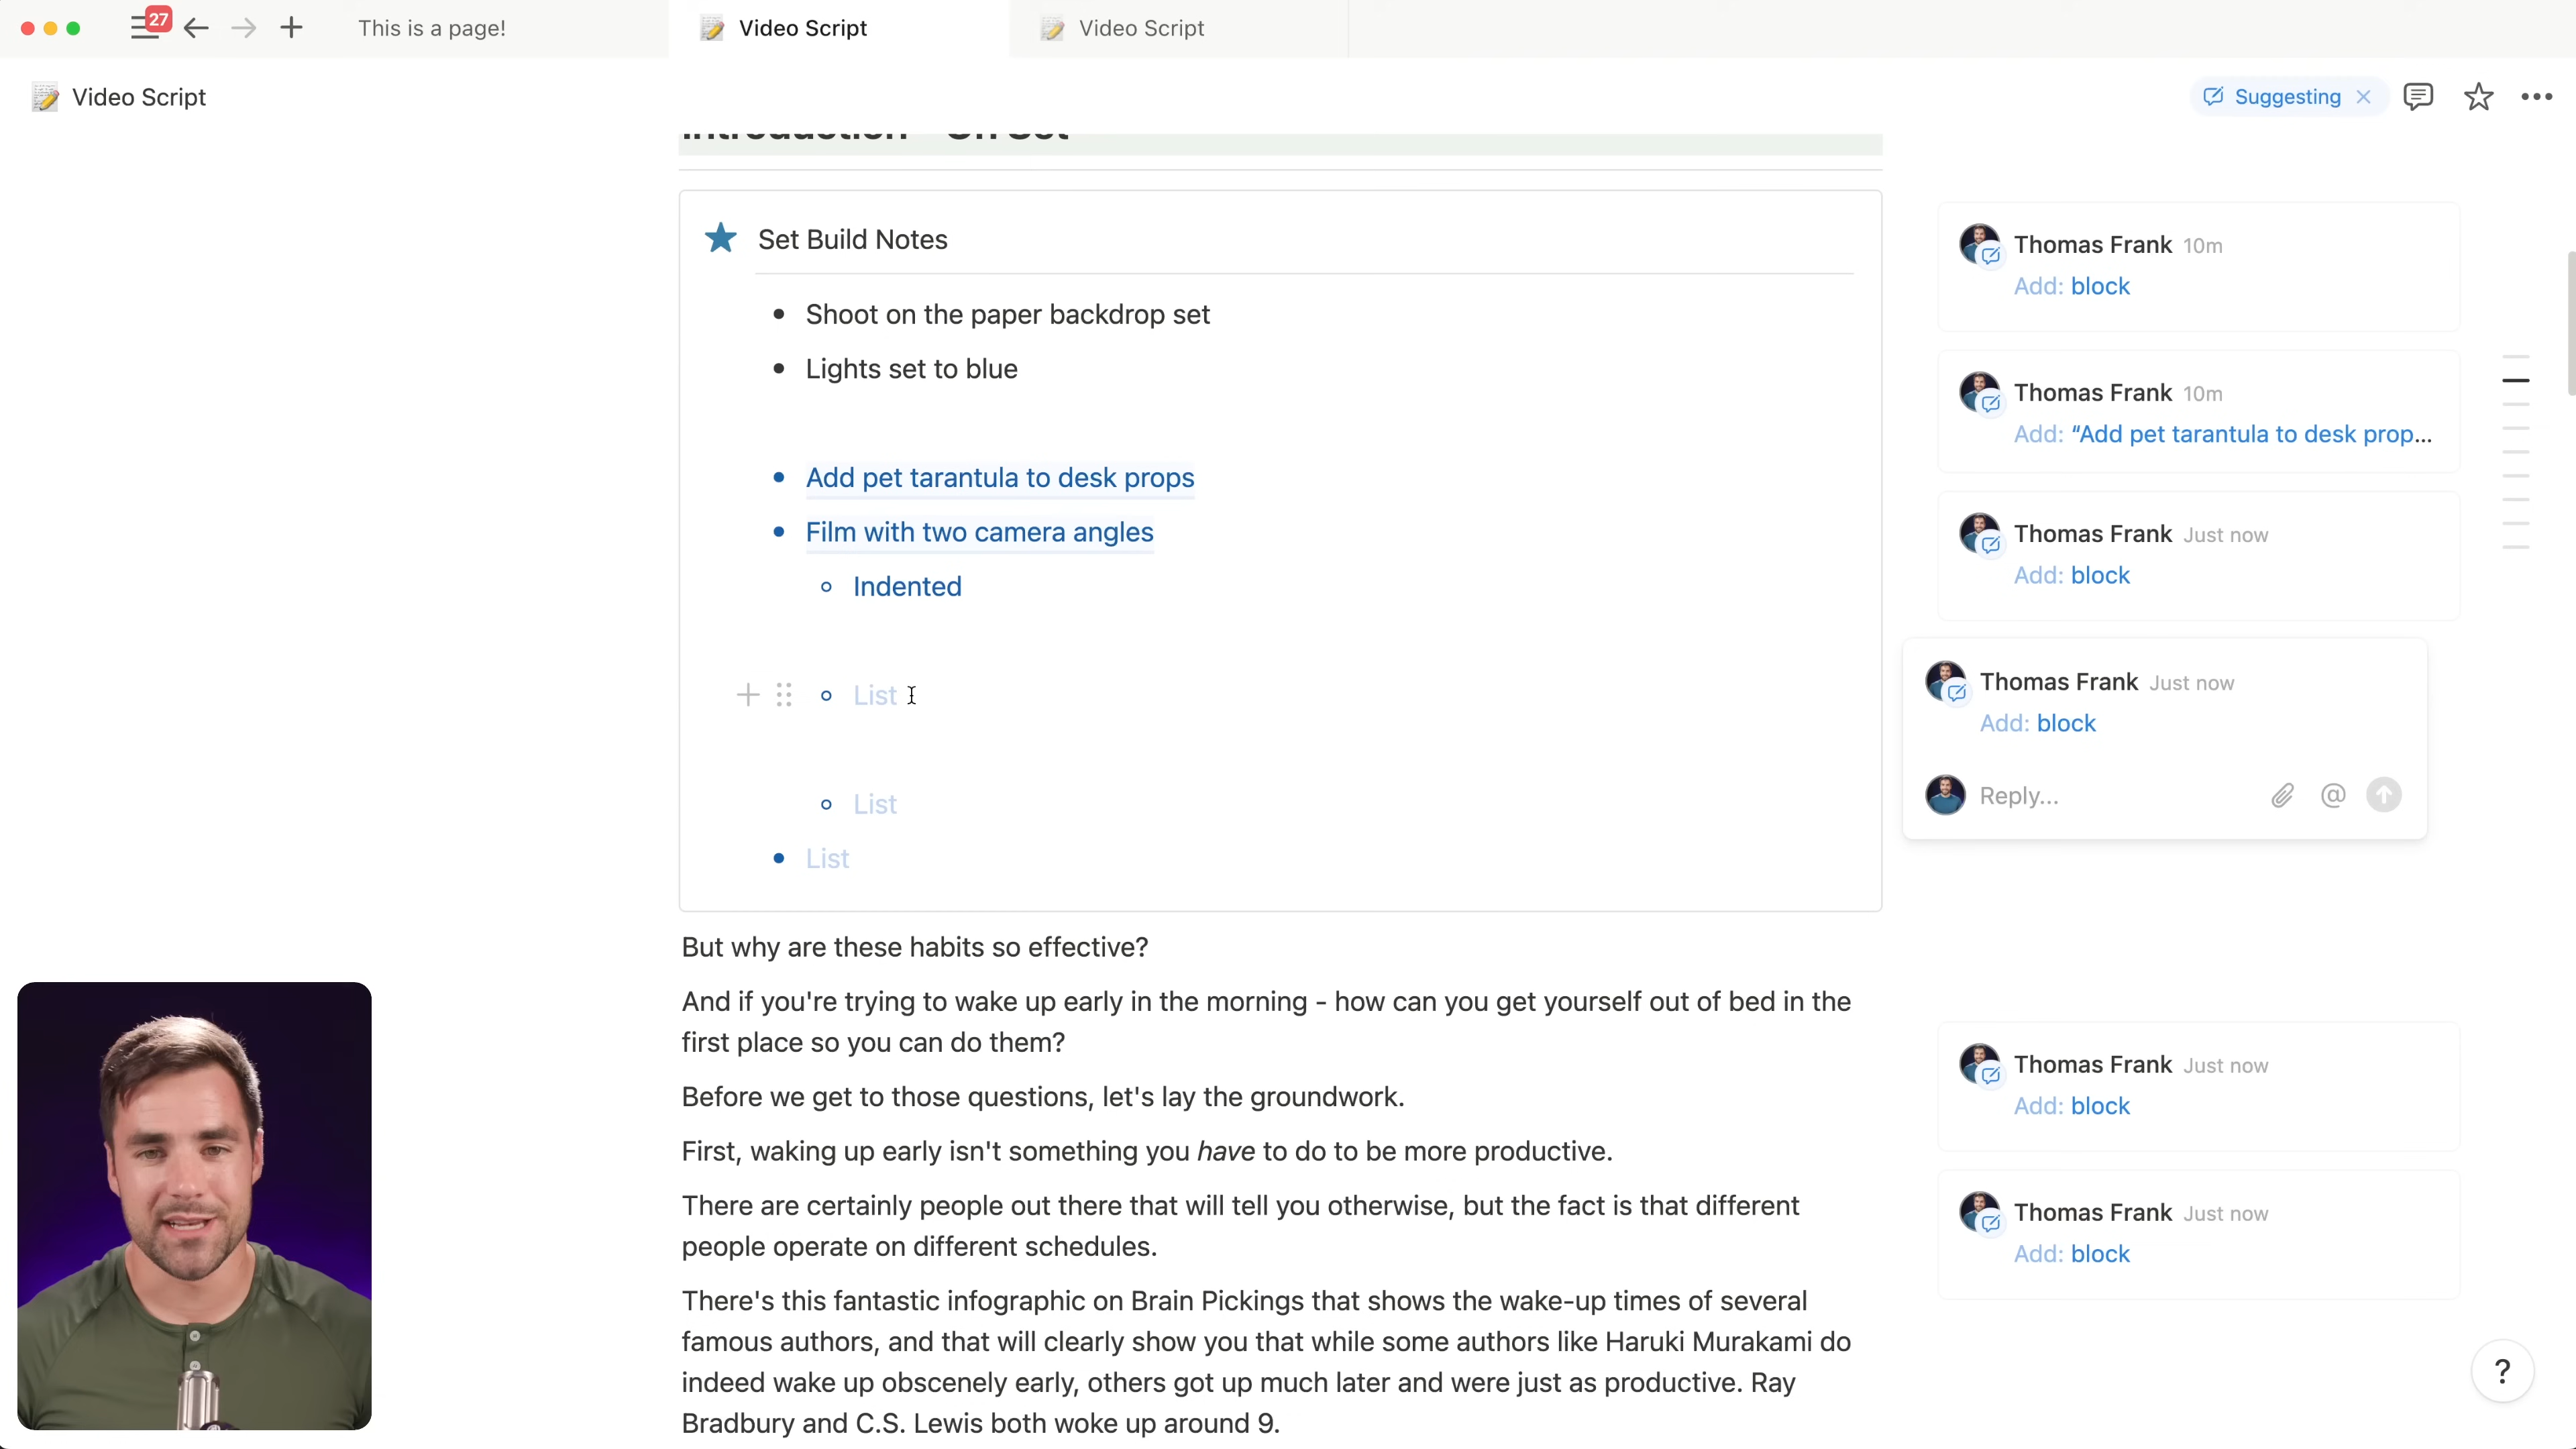 27
This is a page!
Video Script
Video Script
Video Script
Suggesting
Introduction - On Set
Set Build Notes
Shoot on the paper backdrop set
Lights set to blue
Add pet tarantula to desk props
Film with two camera angles
Indented
List
List
List
But why are these habits so effective?
And if you're trying to wake up early in the morning - how can you get yourself out of bed in the
first place so you can do them?
Before we get to those questions, let's lay the groundwork.
First, waking up early isn't something you have to do to be more productive.
There are certainly people out there that will tell you otherwise, but the fact is that different
people operate on different schedules.
There's this fantastic infographic on Brain Pickings that shows the wake-up times of several
famous authors, and that will clearly show you that while some authors like Haruki Murakami do
indeed wake up obscenely early, others got up much later and were just as productive. Ray
Bradbury and C.S. Lewis both woke up around 9.
Thomas Frank 10m
Add: block
Thomas Frank 10m
Add: “Add pet tarantula to desk prop...
Thomas Frank Just now
Add: block
Thomas Frank Just now
Add: block
Reply...
@
Thomas Frank Just now
Add: block
Thomas Frank Just now
Add: block
?